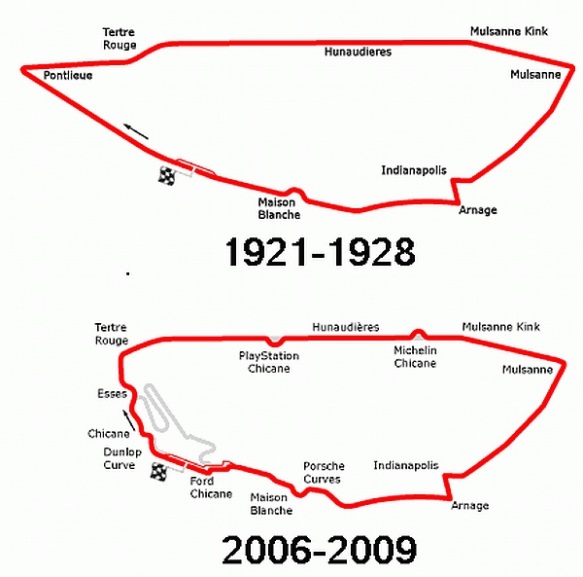 Tertre
Rouge
Mulsanne Kink
Hunaudieres
Pontlieue
Mulsanne
Indianapolis
Maison
Blanche
Arnage
1921-1928
Tertre
Rouge
Hunaudières
Mulsanne Kink
PlayStation
Chicane
Michelin
Chicane
Mulsanne
Esses
Chicane
Dunlop
Curve
Ford
Chicane
Maison
Blanche
Porsche
Curves
Indianapolis
Arnage
2006-2009